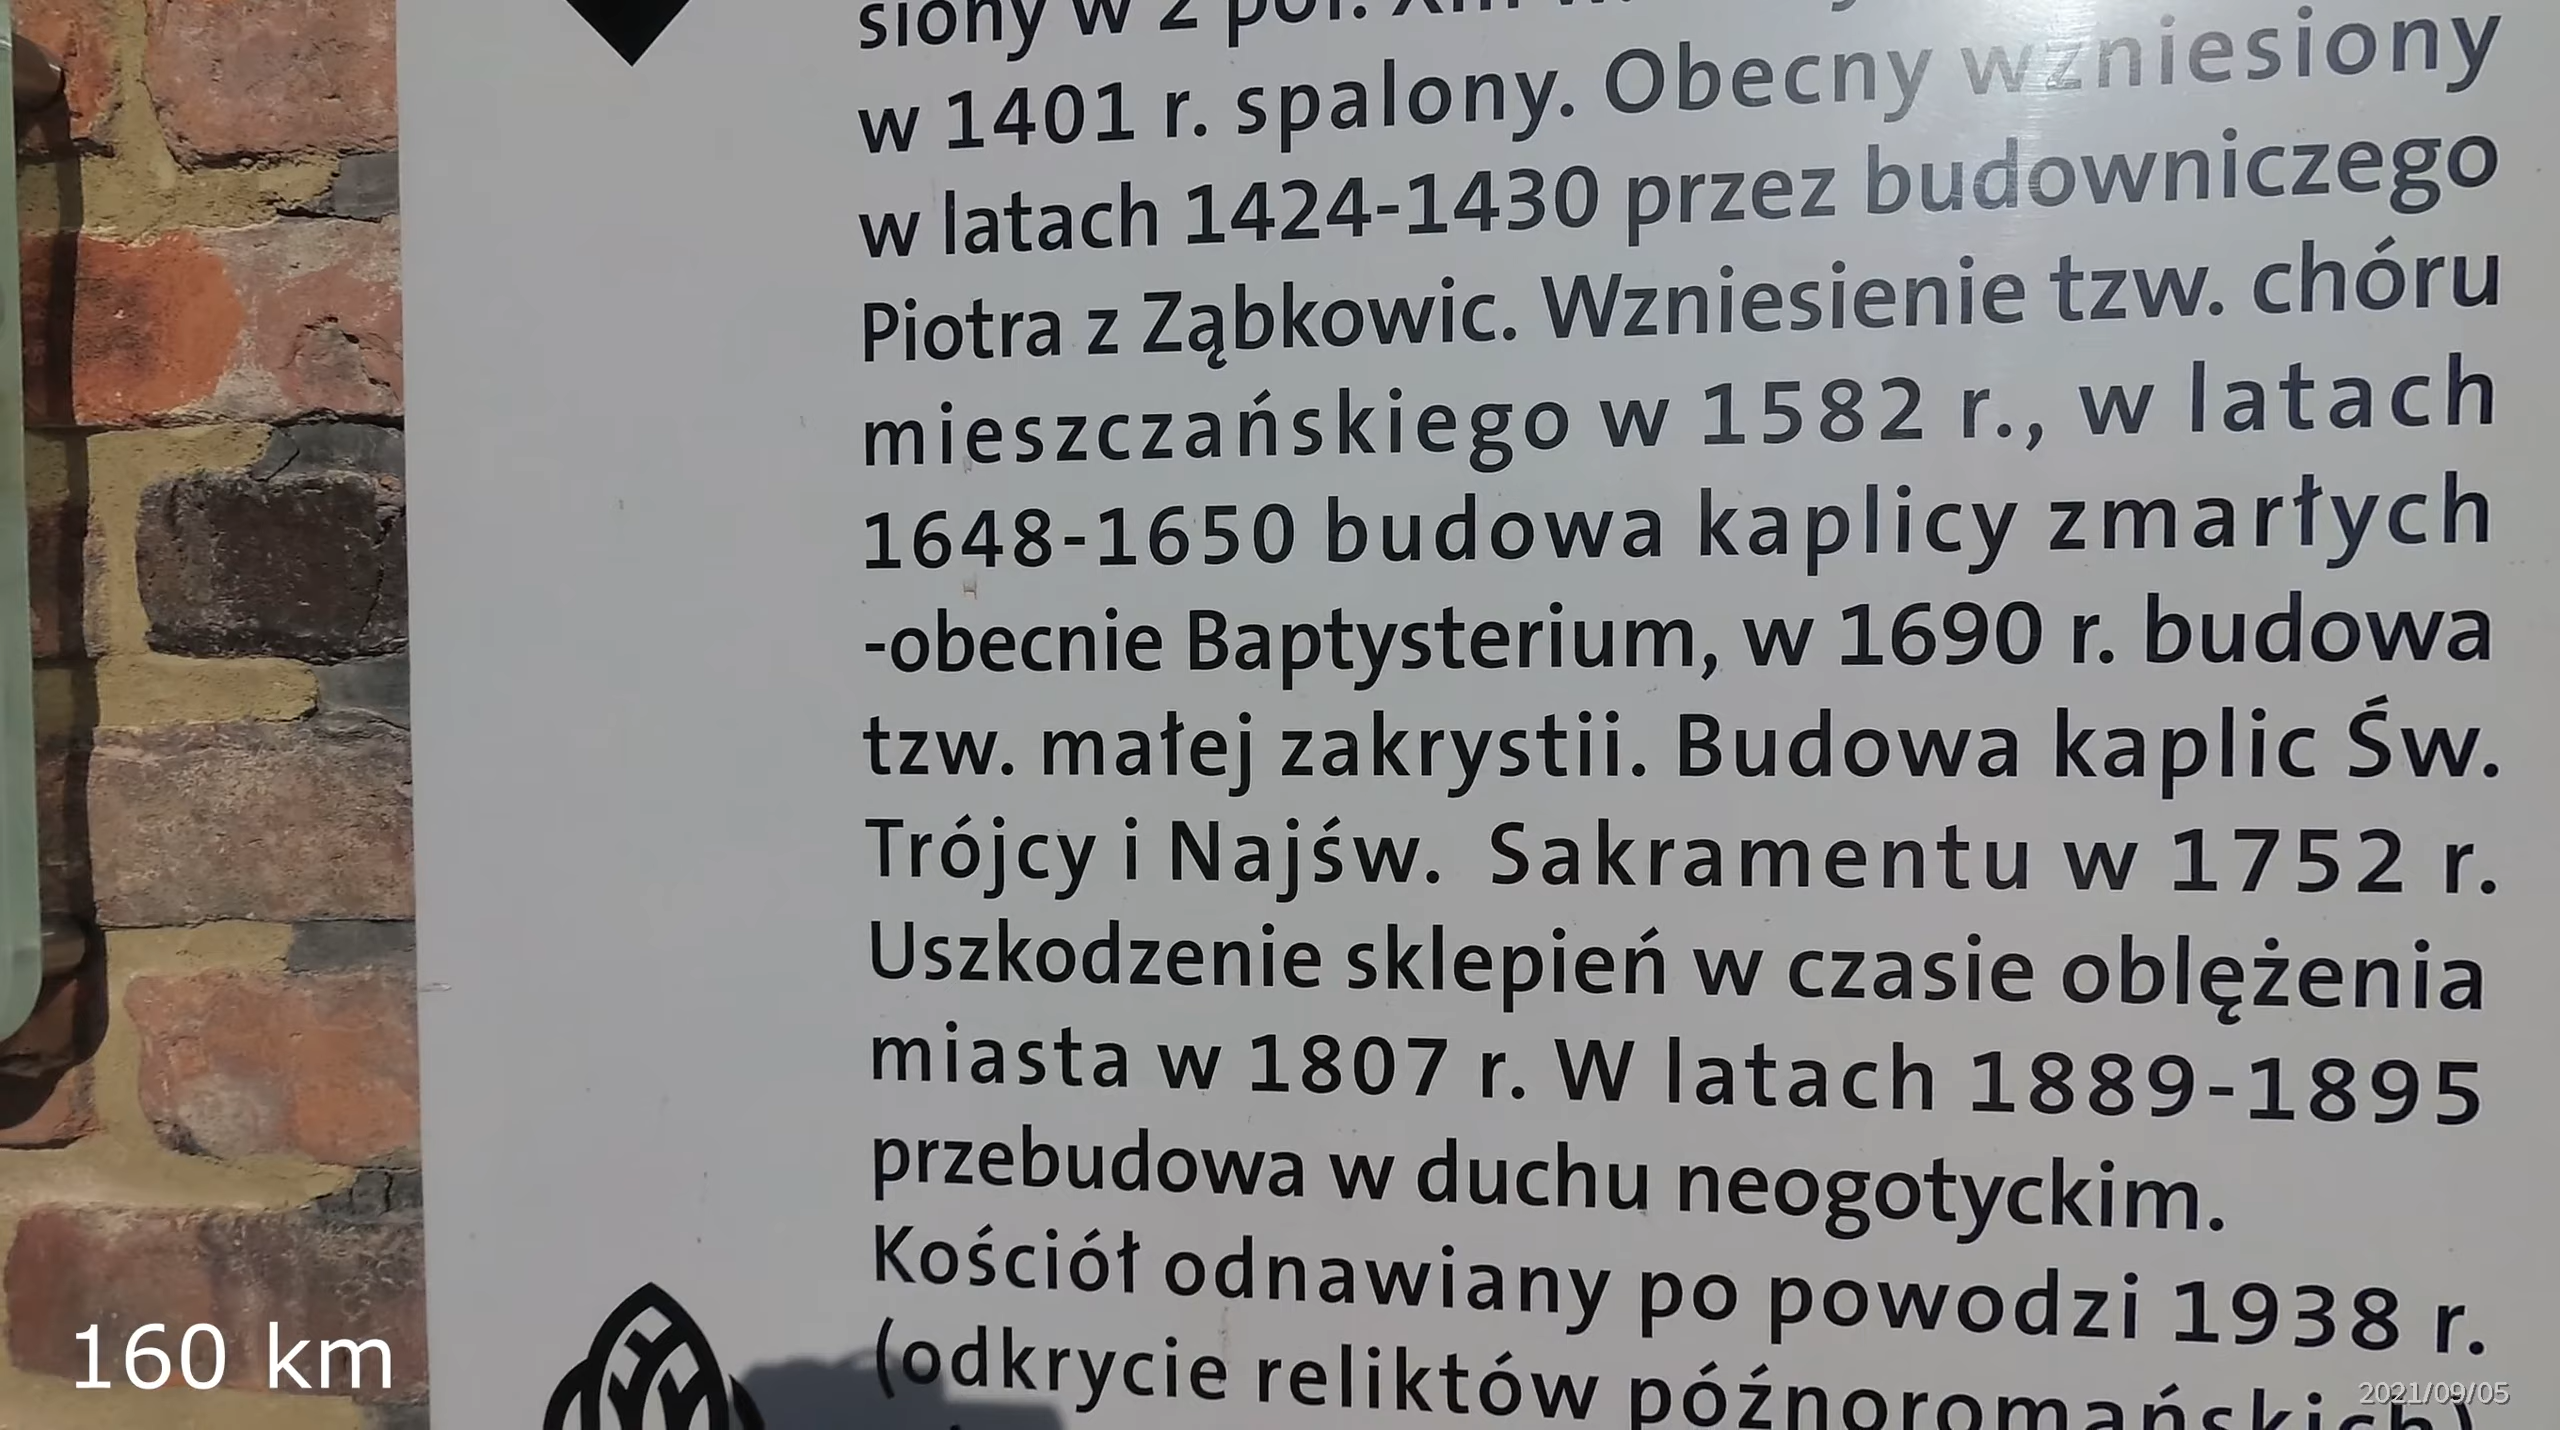 siony w 2 poł. XIII w.
w 1401 r. spalony. Obecny wzniesiony
w latach 1424-1430 przez budowniczego
Piotra z Ząbkowic. Wzniesienie tzw. chóru
mieszczańskiego w 1582 r., w latach
1648-1650 budowa kaplicy zmarłych
-obecnie Baptysterium, w 1690 r. budowa
tzw. małej zakrystii. Budowa kaplic Św.
Trójcy i Najśw. Sakramentu w 1752 r.
Uszkodzenie sklepień w czasie oblężenia
miasta w 1807 r. W latach 1889-1895
przebudowa w duchu neogotyckim.
Kościół odnawiany po powodzi 1938 r.
(odkrycie reliktów późnoromańskich)
160 km
2021/09/05